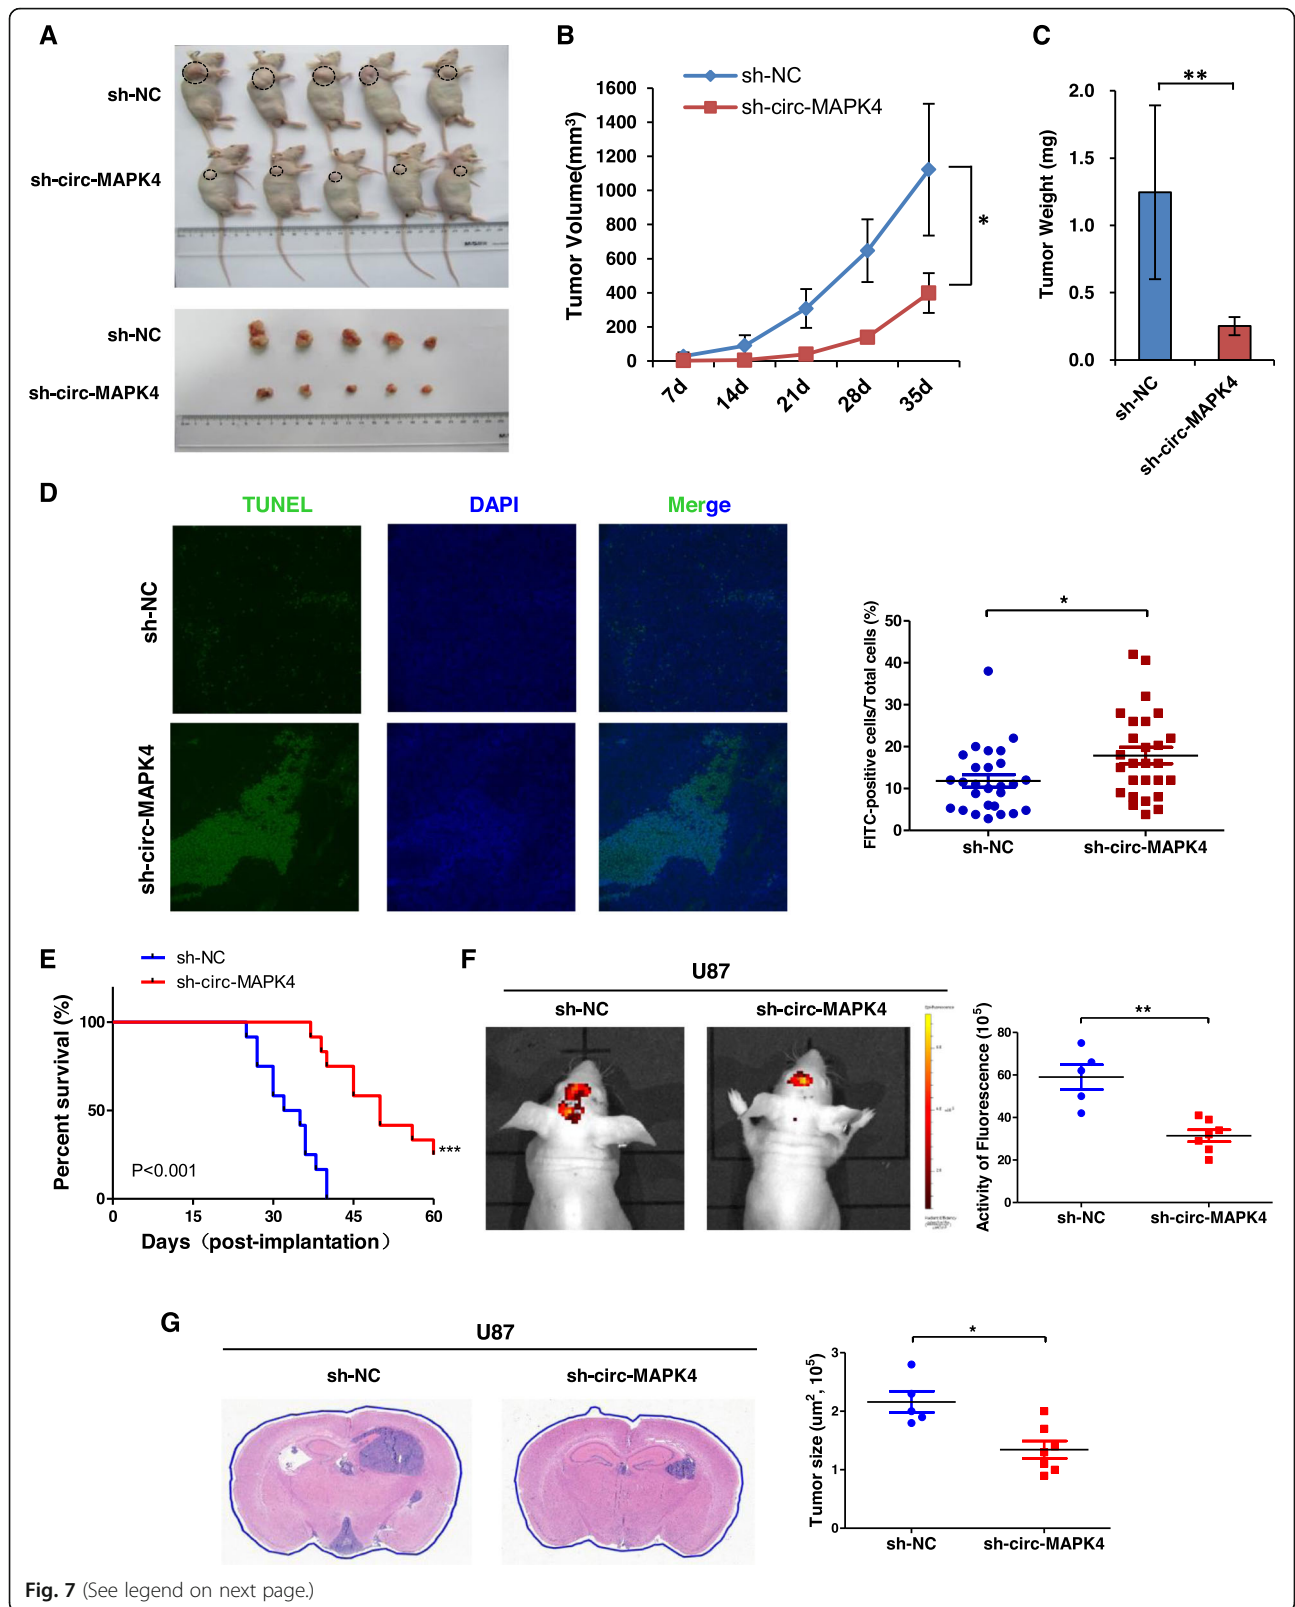 A
sh-NC
sh-circ-MAPK4
sh-NC
sh-circ-MAPK4
B
sh-NC
sh-circ-MAPK4
Tumor Volume(mm³)
1600
1400
1200
1000
800
600
400
200
0
7d
14d
21d
28d
35d
*
C
Tumor Weight (mg)
2.0
1.5
1.0
0.5
0.0
**
sh-NC
sh-circ-MAPK4
D
TUNEL
DAPI
Merge
sh-NC
sh-circ-MAPK4
FITC-positive cells/Total cells (%)
50
40
30
20
10
0
*
sh-NC
sh-circ-MAPK4
E
sh-NC
sh-circ-MAPK4
Percent survival (%)
100
50
0
P<0.001
***
0
15
30
45
60
Days（post-implantation）
F
U87
sh-NC
sh-circ-MAPK4
Activity of Fluorescence (10⁵)
80
60
40
20
0
**
sh-NC
sh-circ-MAPK4
G
U87
sh-NC
sh-circ-MAPK4
Tumor size (um², 10⁵)
3
2
1
0
*
sh-NC
sh-circ-MAPK4
Fig. 7 (See legend on next page.)